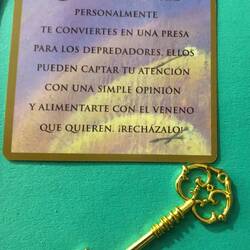 PERSONALMENTE
TE CONVIERTES EN UNA PRESA
PARA LOS DEPREDADORES. ELLOS
PUEDEN CAPTAR TU ATENCIÓN
CON UNA SIMPLE OPINIÓN
Y ALIMENTARTE CON EL VENENO
QUE QUIEREN. ¡RECHÁZALO!